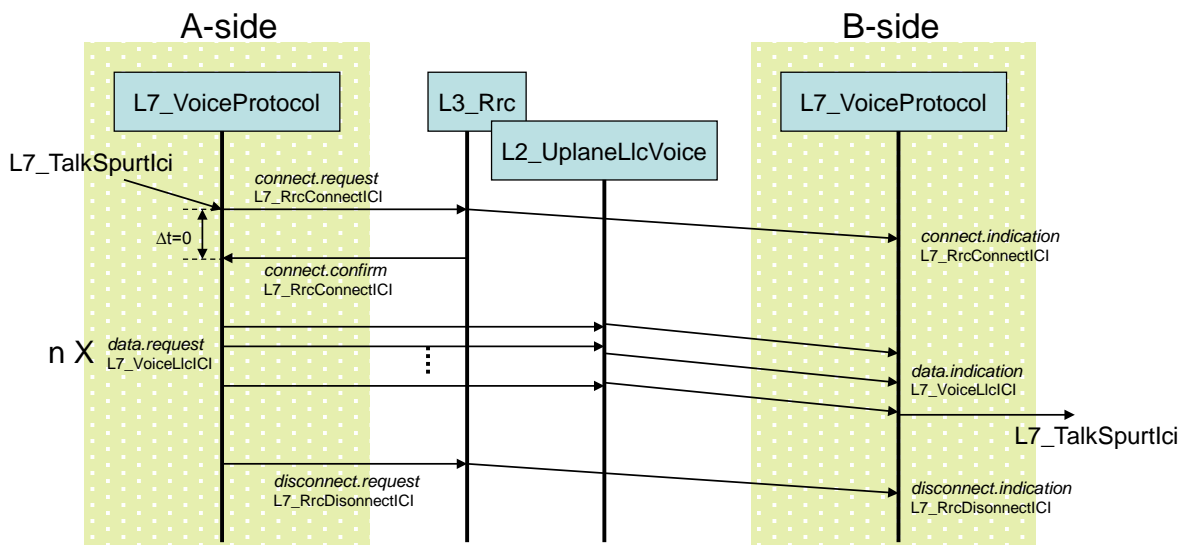 A-side
B-side
L7_VoiceProtocol
L3_Rrc
L7_VoiceProtocol
L2_UplaneLlcVoice
L7_TalkSpurtIci
connect.request
L7_RrcConnectICI
Δt=0
connect.indication
L7_RrcConnectICI
connect.confirm
L7_RrcConnectICI
n X
data.request
L7_VoiceLlcICI
data.indication
L7_VoiceLlcICI
L7_TalkSpurtIci
disconnect.request
L7_RrcDisonnectICI
disconnect.indication
L7_RrcDisonnectICI